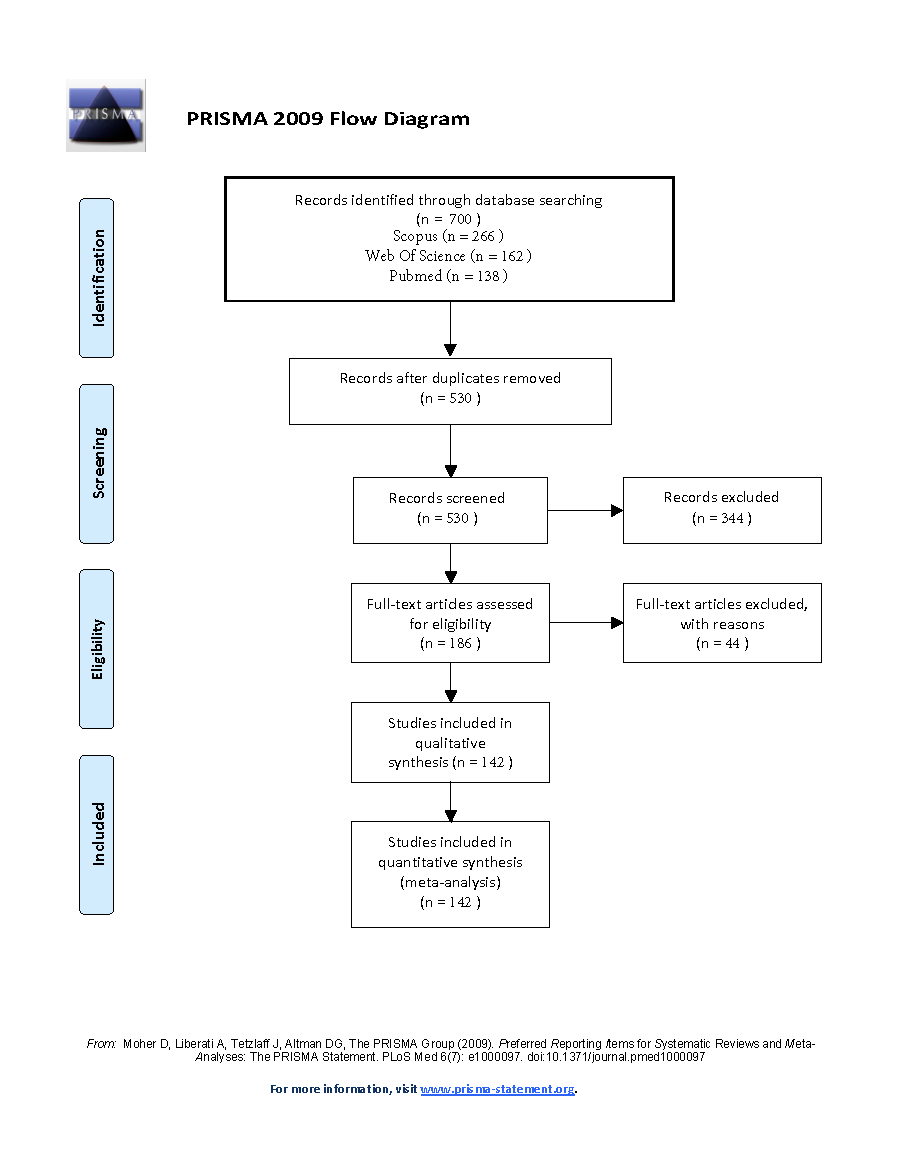 PRISMA
PRISMA 2009 Flow Diagram
Identification
Records identified through database searching
(n = 700 )
Scopus (n = 266 )
Web Of Science (n = 162 )
Pubmed (n = 138 )
Records after duplicates removed
(n = 530 )
Screening
Records screened
(n = 530 )
Records excluded
(n = 344 )
Eligibility
Full-text articles assessed
for eligibility
(n = 186 )
Full-text articles excluded,
with reasons
(n = 44 )
Studies included in
qualitative
synthesis (n = 142 )
Included
Studies included in
quantitative synthesis
(meta-analysis)
(n = 142 )
From: Moher D, Liberati A, Tetzlaff J, Altman DG, The PRISMA Group (2009). Preferred Reporting Items for Systematic Reviews and Meta-
Analyses: The PRISMA Statement. PLoS Med 6(7): e1000097. doi:10.1371/journal.pmed1000097
For more information, visit www.prisma-statement.org.